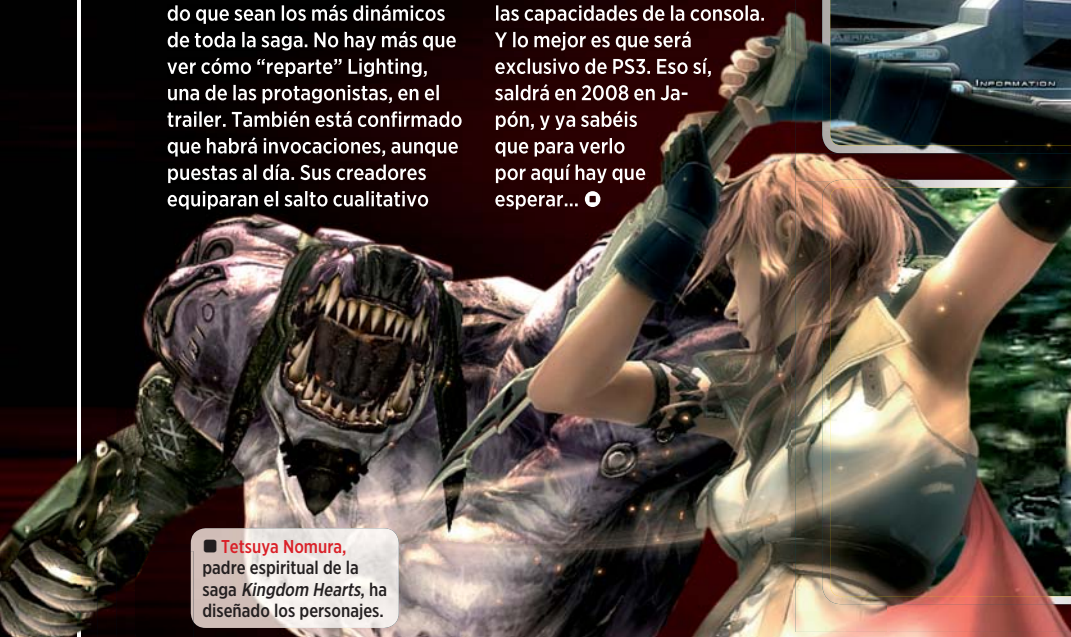 do que sean los más dinámicos
de toda la saga. No hay más que
ver cómo “reparte” Lighting,
una de las protagonistas, en el
trailer. También está confirmado
que habrá invocaciones, aunque
puestas al día. Sus creadores
equiparan el salto cualitativo
las capacidades de la consola.
Y lo mejor es que será
exclusivo de PS3. Eso sí,
saldrá en 2008 en Ja-
pón, y ya sabéis
que para verlo
por aquí hay que
esperar...
AERIAL
INFORMATION
Tetsuya Nomura,
padre espiritual de la
saga Kingdom Hearts, ha
diseñado los personajes.